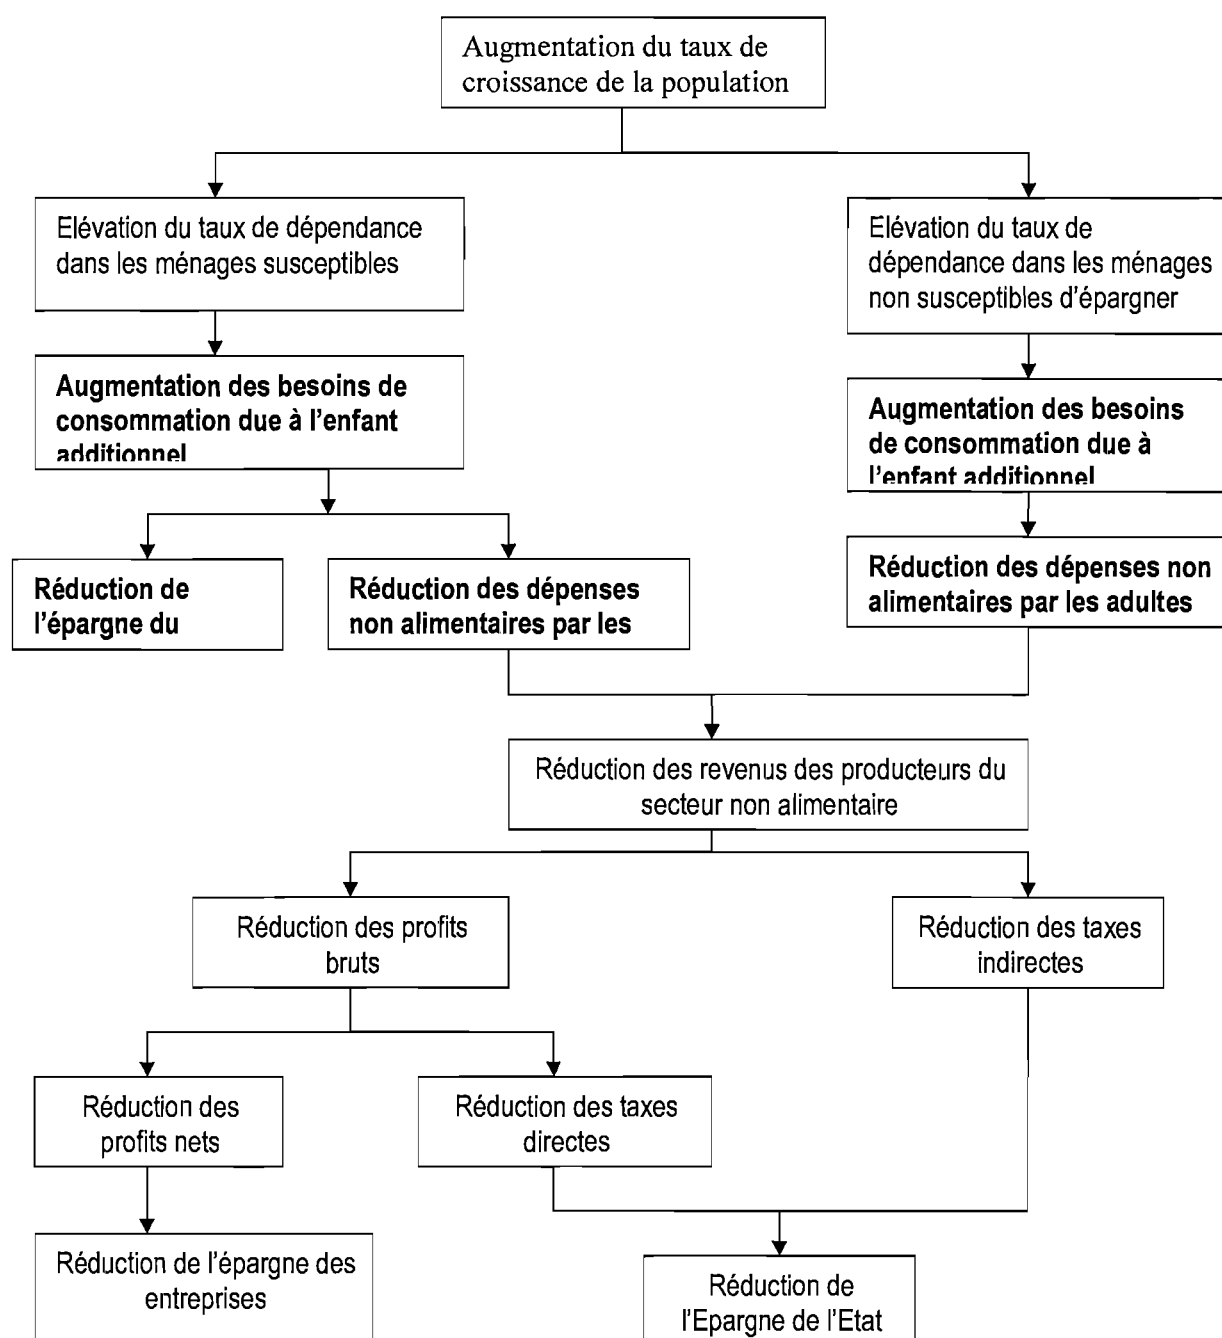 Augmentation du taux de
croissance de la population
Elévation du taux de dépendance
dans les ménages susceptibles
Elévation du taux de
dépendance dans les ménages
non susceptibles d'épargner
Augmentation des besoins de
consommation due à l'enfant
additionnel
Augmentation des besoins
de consommation due à
l'enfant additionnel
Réduction de
l'épargne du
Réduction des dépenses
non alimentaires par les
Réduction des dépenses non
alimentaires par les adultes
Réduction des revenus des producteurs du
secteur non alimentaire
Réduction des profits
bruts
Réduction des taxes
indirectes
Réduction des
profits nets
Réduction des taxes
directes
Réduction de l'épargne des
entreprises
Réduction de
l'Epargne de l'Etat